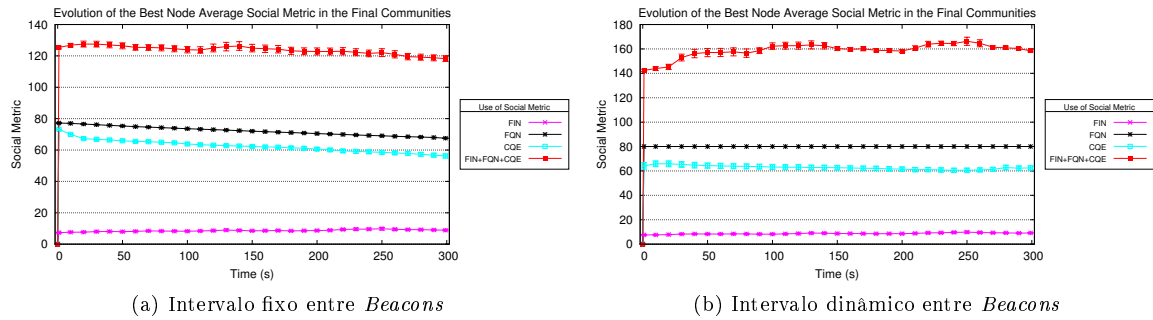 Evolution of the Best Node Average Social Metric in the Final Communities
140
120
100
80
60
40
20
0
Social Metric
0 50 100 150 200 250 300
Time (s)
Use of Social Metric
FIN
FQN
CQE
FIN+FQN+CQE
(a) Intervalo fixo entre Beacons
Evolution of the Best Node Average Social Metric in the Final Communities
180
160
140
120
100
80
60
40
20
0
Social Metric
0 50 100 150 200 250 300
Time (s)
Use of Social Metric
FIN
FQN
CQE
FIN+FQN+CQE
(b) Intervalo dinâmico entre Beacons